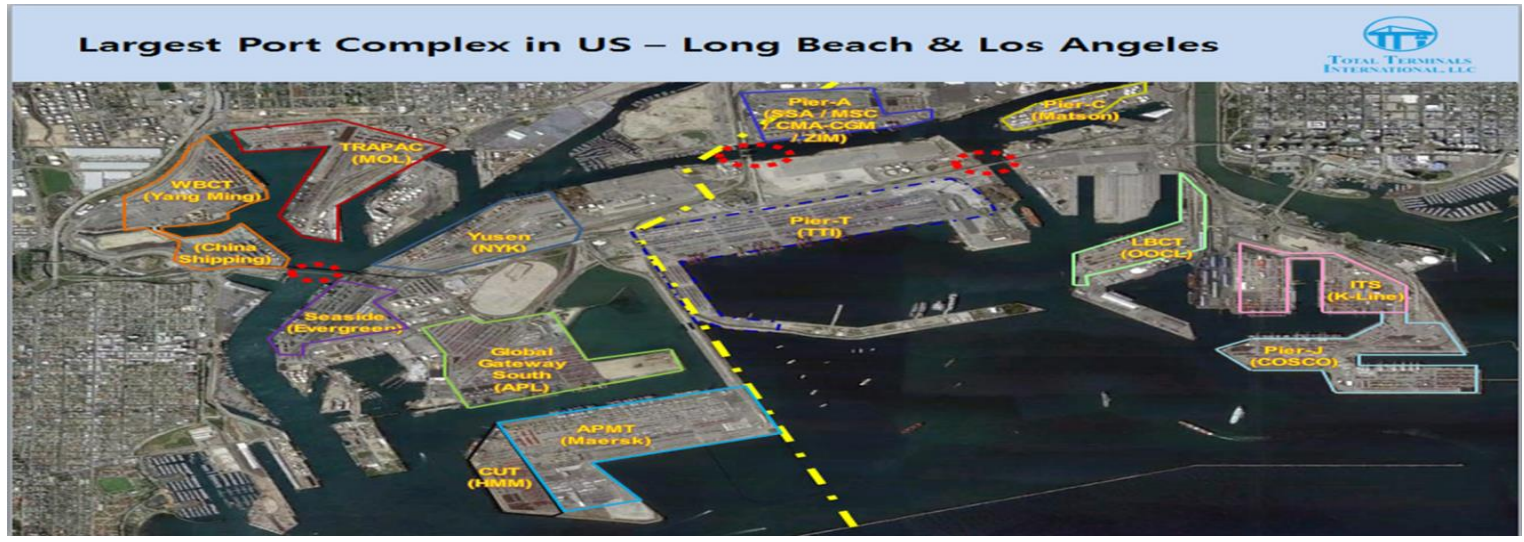 Largest Port Complex in US – Long Beach & Los Angeles
TOTAL TERMINALS
INTERNATIONAL, LLC
Pier-A
(SSA / MSC
/ CMA-CGM
/ ZIM)
Pier-C
(Matson)
TRAPAC
(MOL)
WBCT
(Yang Ming)
Pier-T
(TTI)
Yusen
(NYK)
(China
Shipping)
LBCT
(OOCL)
ITS
(K-Line)
Seaside
(Evergreen)
Global
Gateway
South
(APL)
Pier-J
(COSCO)
APMT
(Maersk)
CUT
(HMM)